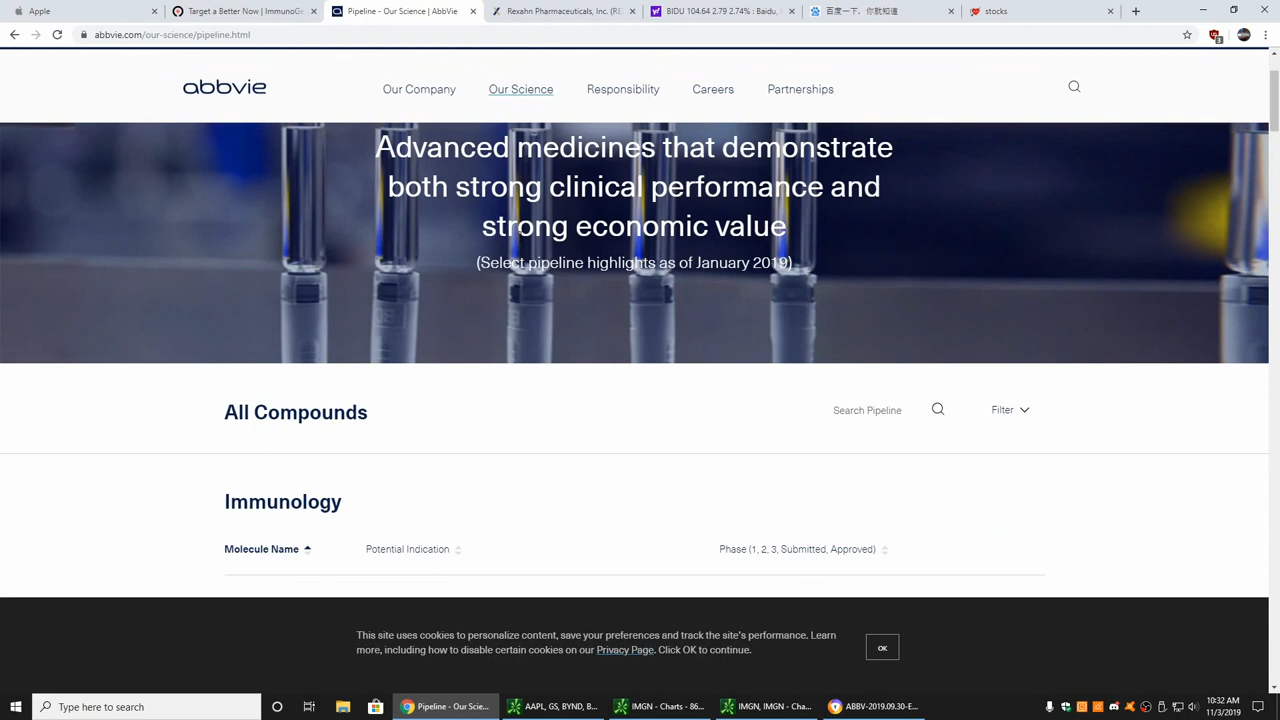 Apple
Target a Better Now | ImmunoG
Pipeline - Our Science | AbbVie
Rexahn Pharmaceuticals, Inc. (RE
BIDU 104.64 2.79 2.74% : Baidu,
百度一下，你就知道
stocks
abbvie.com/our-science/pipeline.html
3
abbvie
Our Company
Our Science
Responsibility
Careers
Partnerships
Advanced medicines that demonstrate
both strong clinical performance and
strong economic value
(Select pipeline highlights as of January 2019)
All Compounds
Search Pipeline
Filter
Immunology
Molecule Name
Potential Indication
Phase (1, 2, 3, Submitted, Approved)
This site uses cookies to personalize content, save your preferences and track the site's performance. Learn
more, including how to disable certain cookies on our Privacy Page. Click OK to continue.
OK
Type here to search
Pipeline - Our Scie...
AAPL, GS, BYND, B...
IMGN - Charts - 86...
IMGN, IMGN - Cha...
ABBV-2019.09.30-E...
10:32 AM
11/3/2019